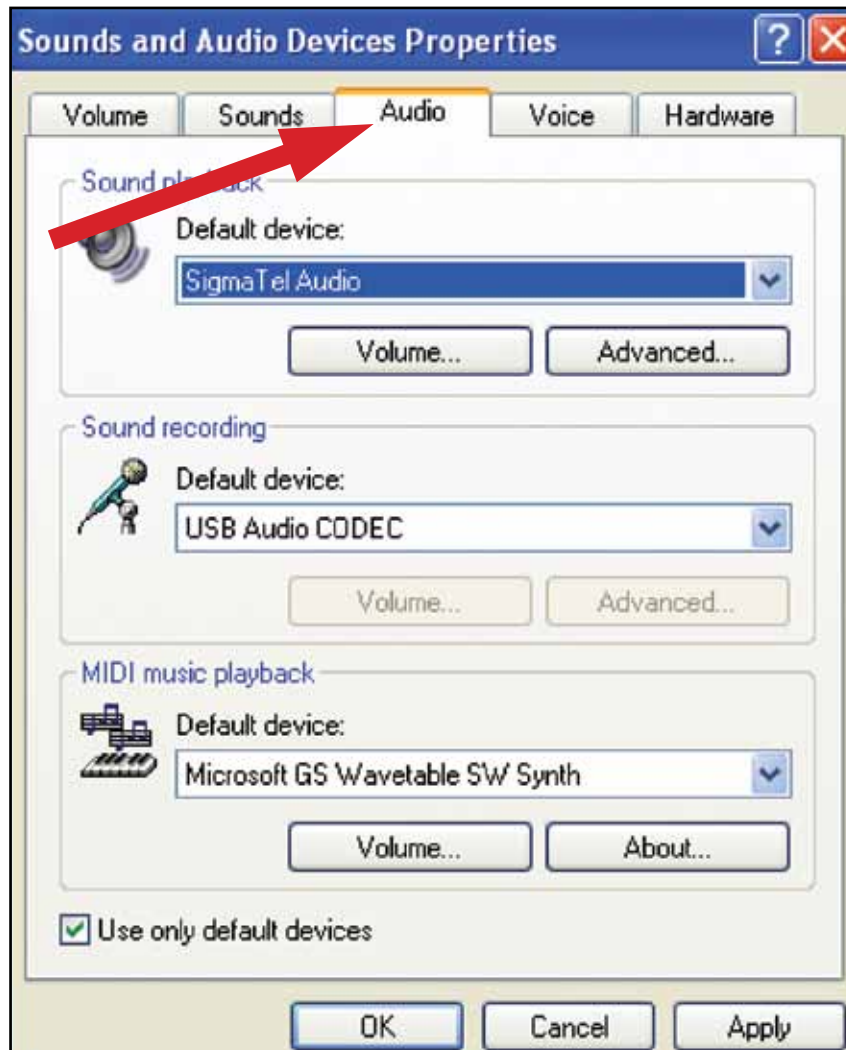 Sounds and Audio Devices Properties
Volume Sounds Audio Voice Hardware
Sound playback
Default device:
SigmaTel Audio
Volume... Advanced...
Sound recording
Default device:
USB Audio CODEC
Volume... Advanced...
MIDI music playback
Default device:
Microsoft GS Wavetable SW Synth
Volume... About...
Use only default devices
OK Cancel Apply